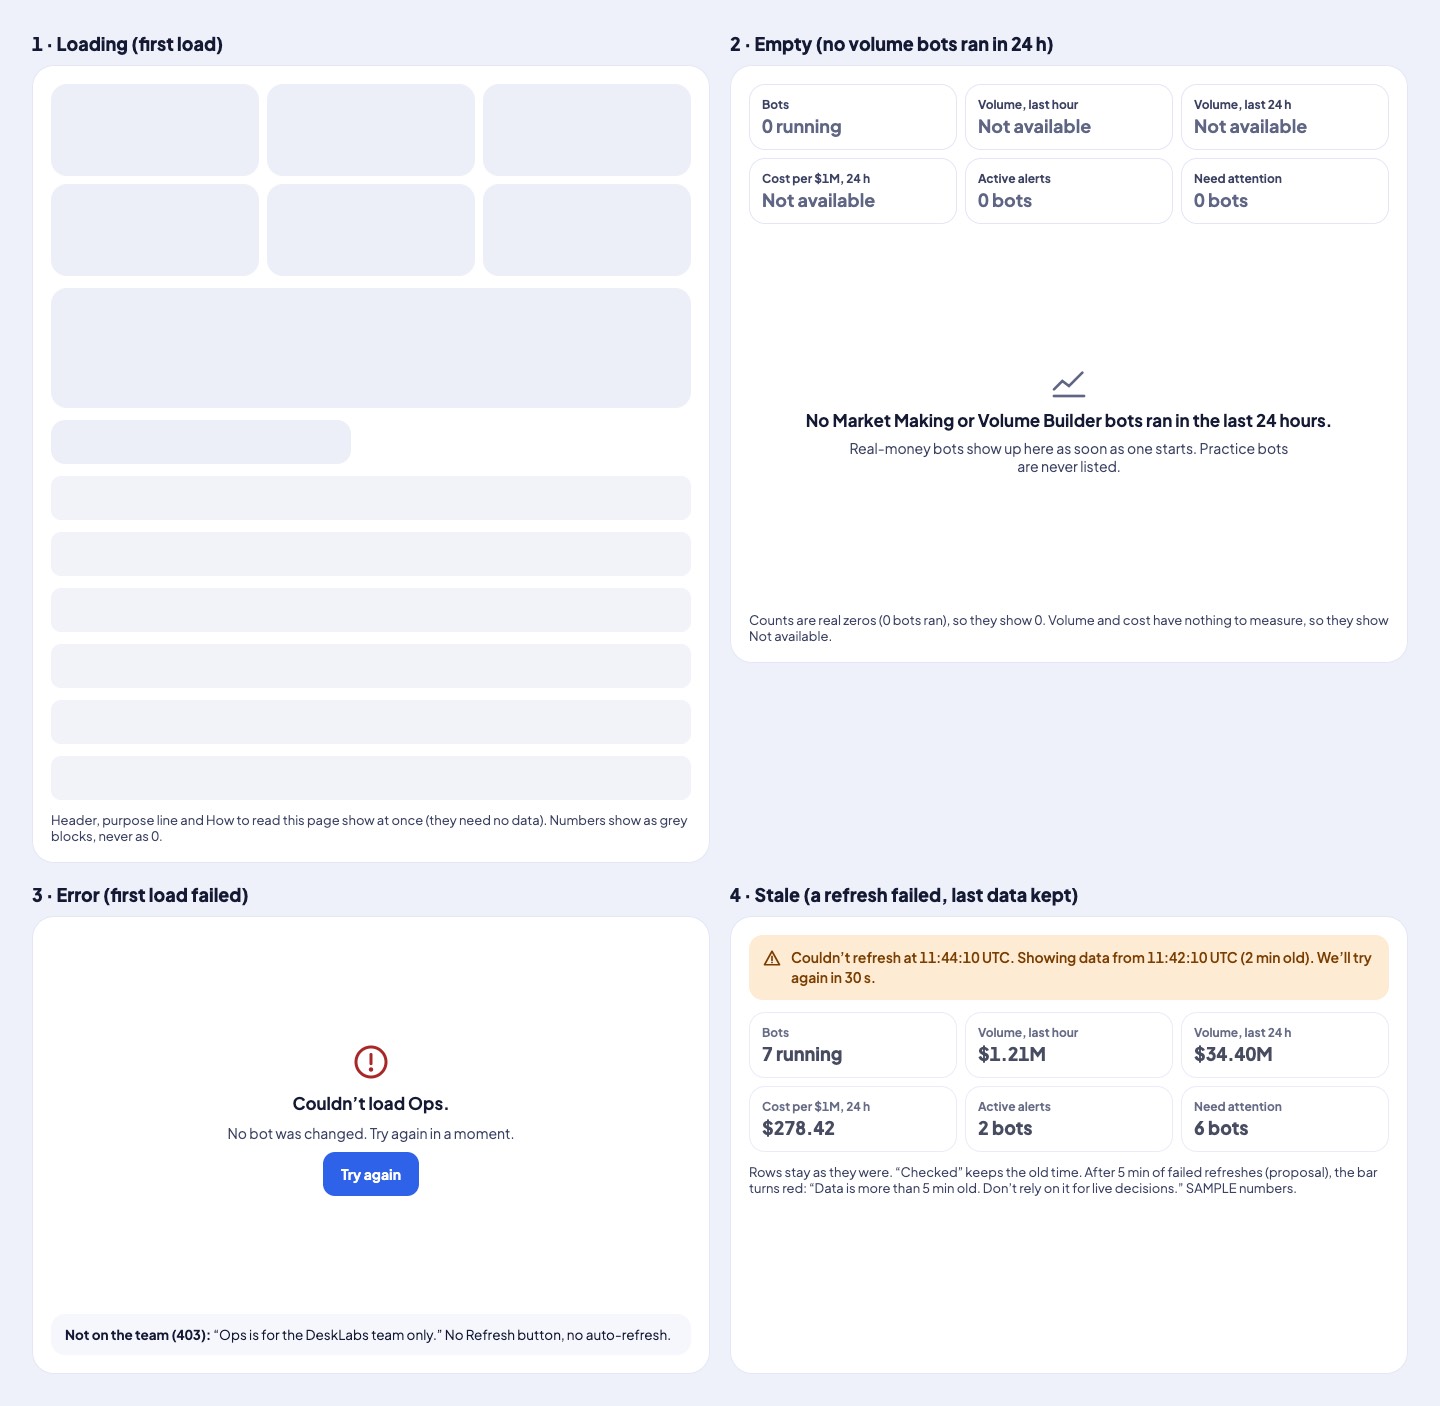 1 · Loading (first load)
Header, purpose line and How to read this page show at once (they need no data). Numbers show as grey
blocks, never as 0.
2 · Empty (no volume bots ran in 24 h)
Bots
0 running
Volume, last hour
Not available
Volume, last 24 h
Not available
Cost per $1M, 24 h
Not available
Active alerts
0 bots
Need attention
0 bots
No Market Making or Volume Builder bots ran in the last 24 hours.
Real-money bots show up here as soon as one starts. Practice bots
are never listed.
Counts are real zeros (0 bots ran), so they show 0. Volume and cost have nothing to measure, so they show
Not available.
3 · Error (first load failed)
Couldn’t load Ops.
No bot was changed. Try again in a moment.
Try again
Not on the team (403): “Ops is for the DeskLabs team only.” No Refresh button, no auto-refresh.
4 · Stale (a refresh failed, last data kept)
Couldn’t refresh at 11:44:10 UTC. Showing data from 11:42:10 UTC (2 min old). We’ll try
again in 30 s.
Bots
7 running
Volume, last hour
$1.21M
Volume, last 24 h
$34.40M
Cost per $1M, 24 h
$278.42
Active alerts
2 bots
Need attention
6 bots
Rows stay as they were. “Checked” keeps the old time. After 5 min of failed refreshes (proposal), the bar
turns red: “Data is more than 5 min old. Don’t rely on it for live decisions.” SAMPLE numbers.